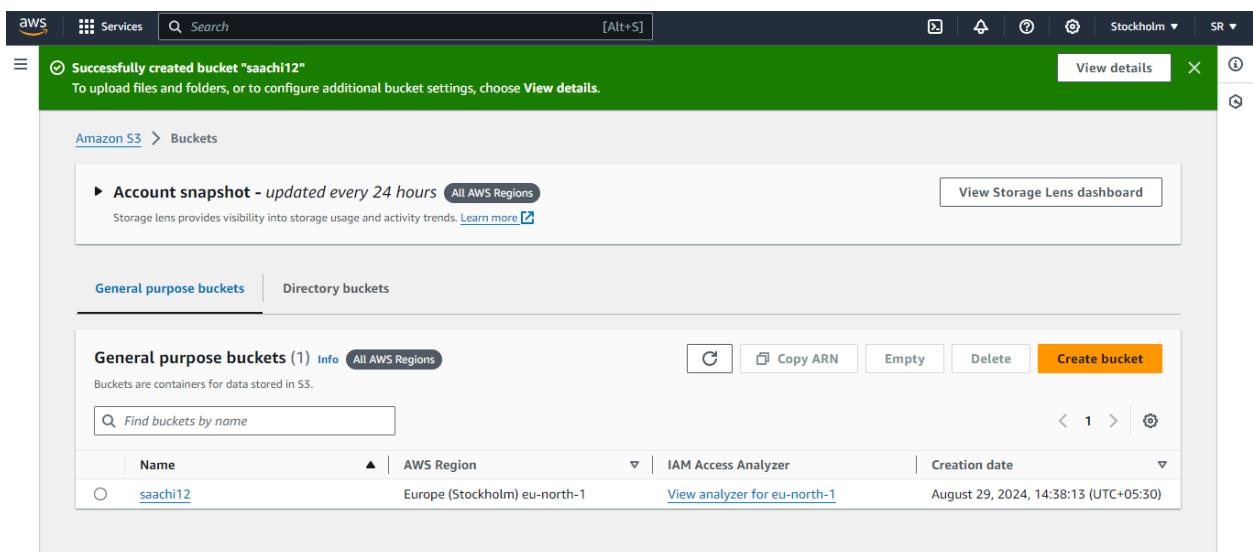 aws Services Search [Alt+S] Stockholm ▼ SR ▼
Successfully created bucket "saachi12"
To upload files and folders, or to configure additional bucket settings, choose View details.
View details
Amazon S3 > Buckets
Account snapshot - updated every 24 hours All AWS Regions
Storage lens provides visibility into storage usage and activity trends. Learn more
View Storage Lens dashboard
General purpose buckets Directory buckets
General purpose buckets (1) Info All AWS Regions
Buckets are containers for data stored in S3.
Copy ARN Empty Delete Create bucket
Find buckets by name
< 1 >
Name AWS Region IAM Access Analyzer Creation date
saachi12 Europe (Stockholm) eu-north-1 View analyzer for eu-north-1 August 29, 2024, 14:38:13 (UTC+05:30)